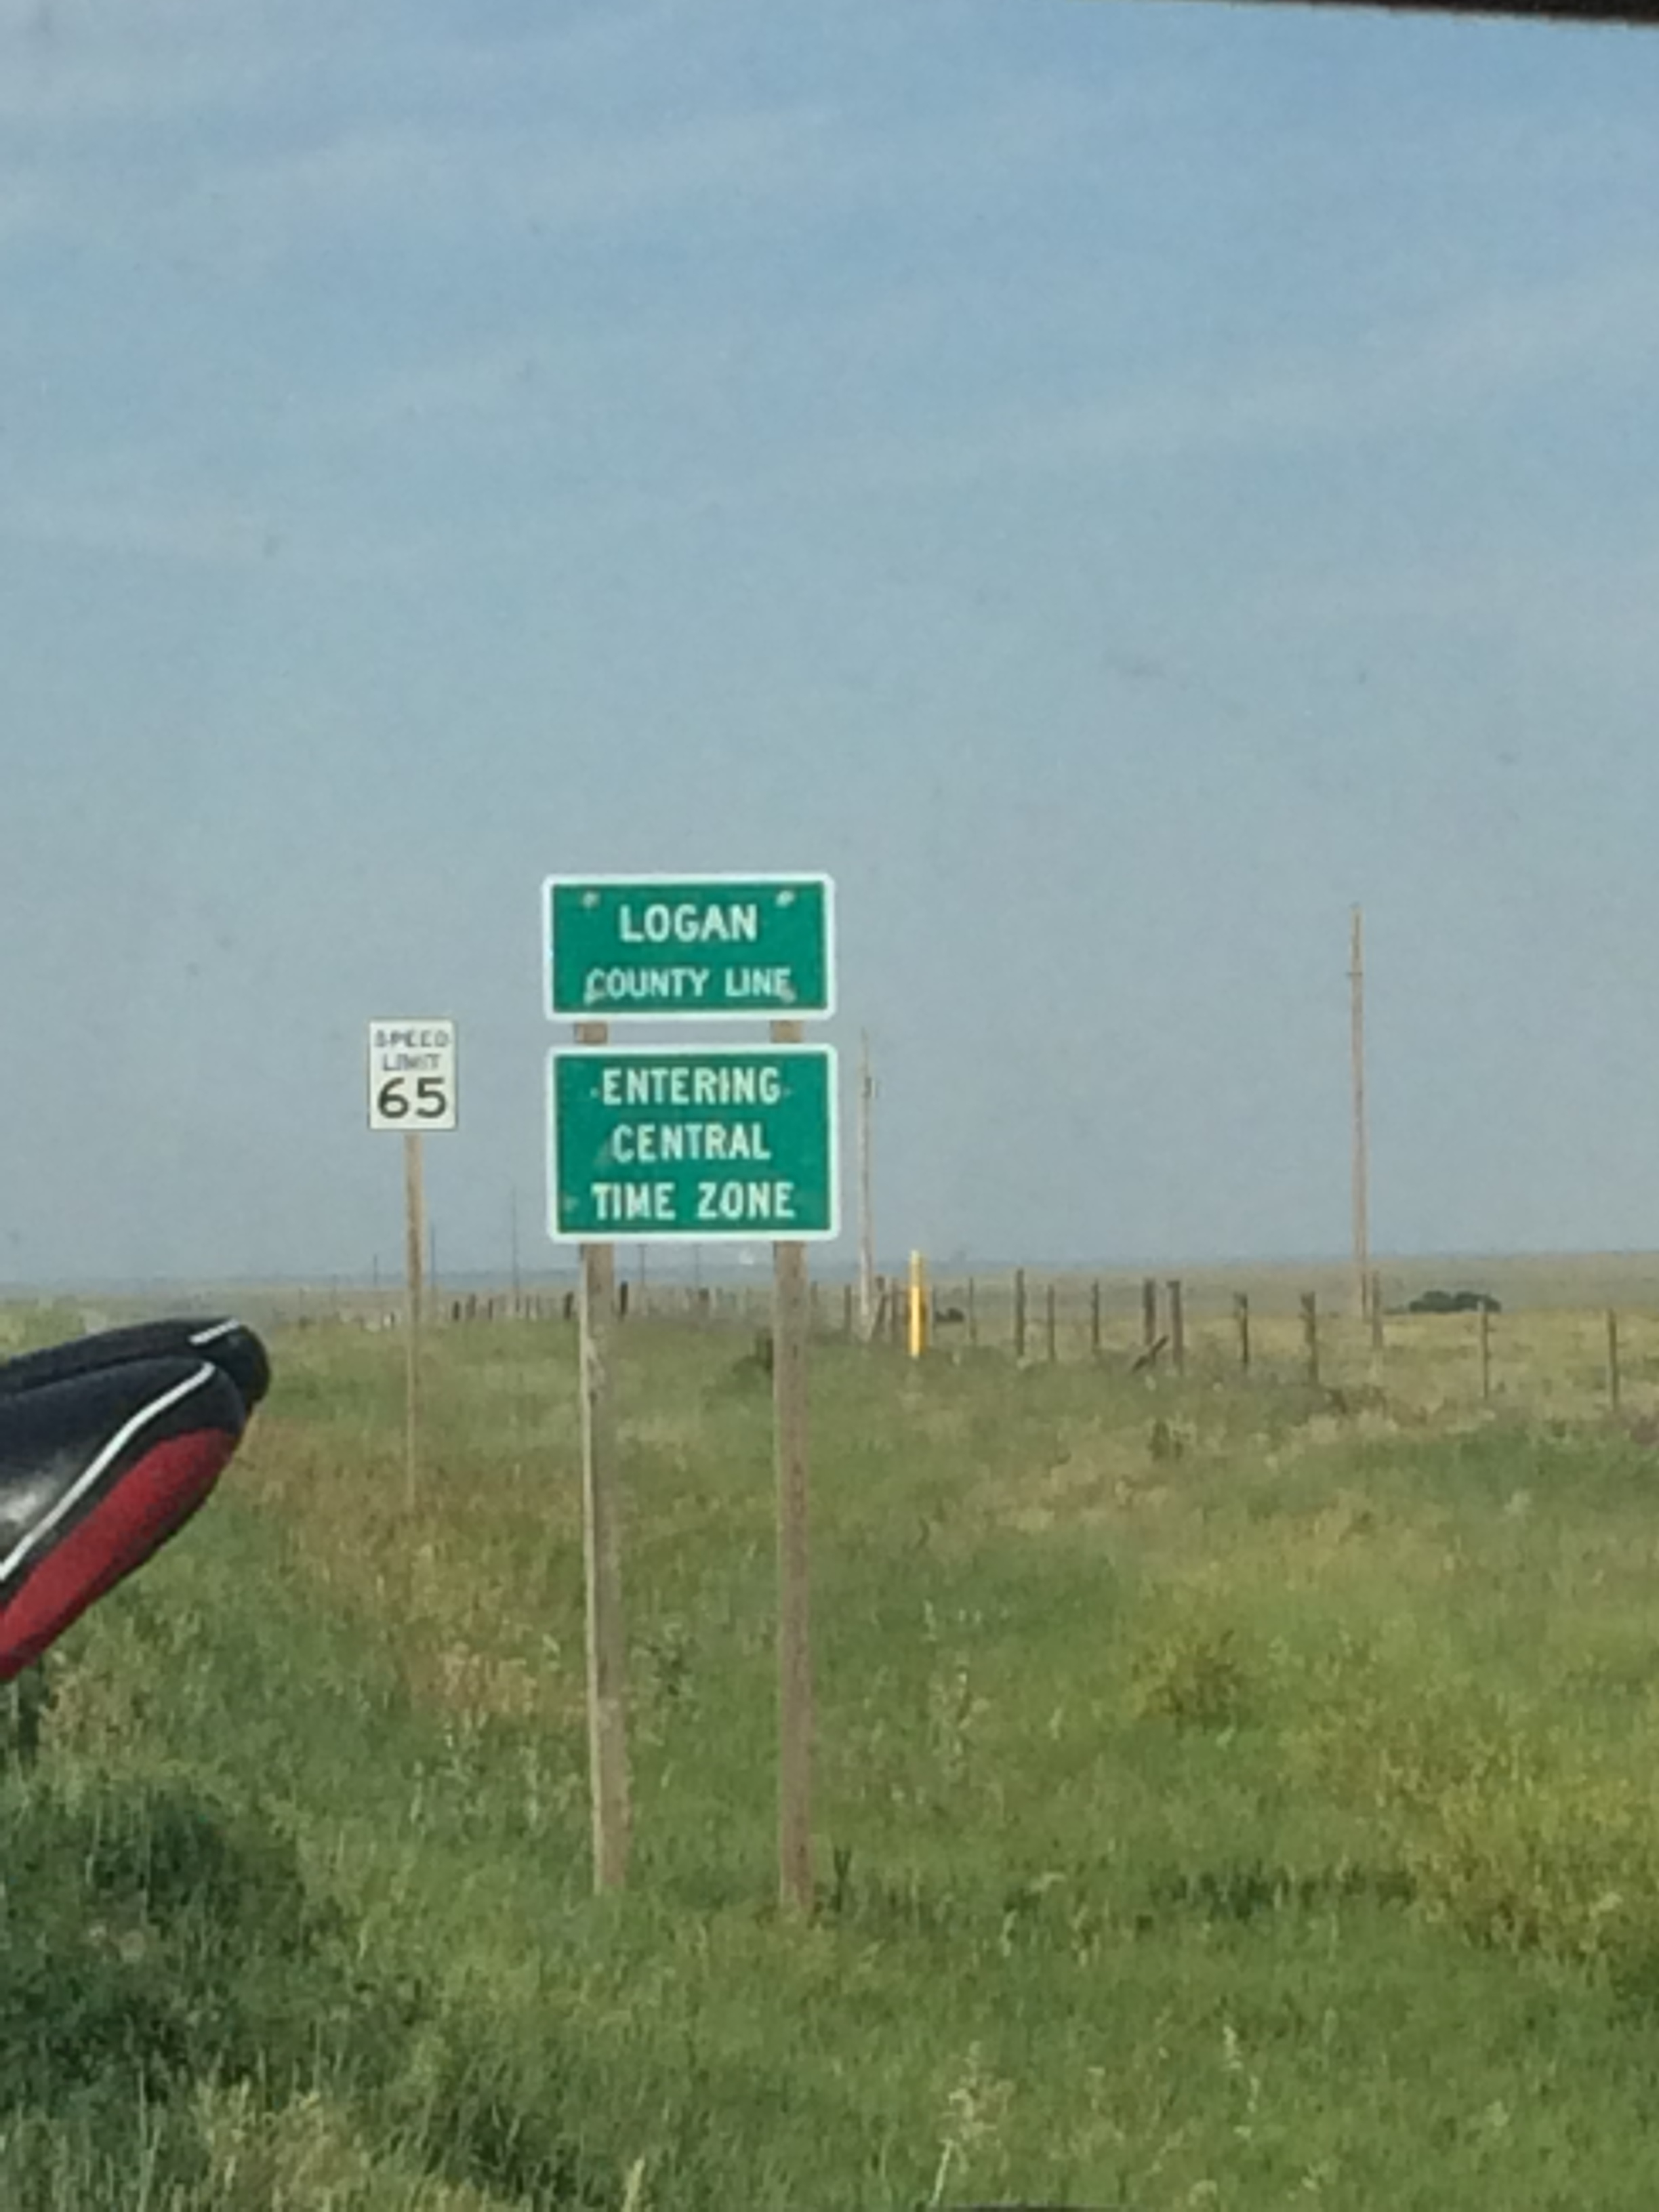 LOGAN
COUNTY LINE
SPEED
LIMIT
65
ENTERING
CENTRAL
TIME ZONE